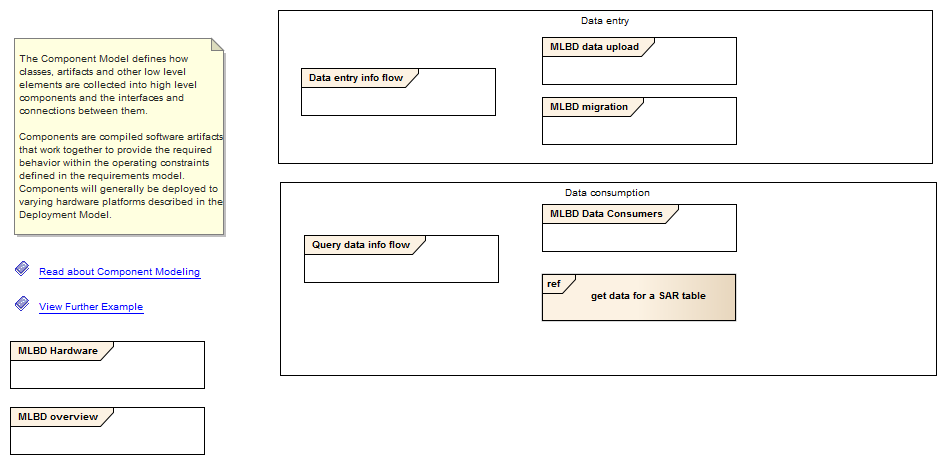 The Component Model defines how
classes, artifacts and other low level
elements are collected into high level
components and the interfaces and
connections between them.
Components are compiled software artifacts
that work together to provide the required
behavior within the operating constraints
defined in the requirements model.
Components will generally be deployed to
varying hardware platforms described in the
Deployment Model.
Read about Component Modeling
View Further Example
MLBD Hardware
MLBD overview
Data entry
Data entry info flow
MLBD data upload
MLBD migration
Data consumption
Query data info flow
MLBD Data Consumers
ref
get data for a SAR table